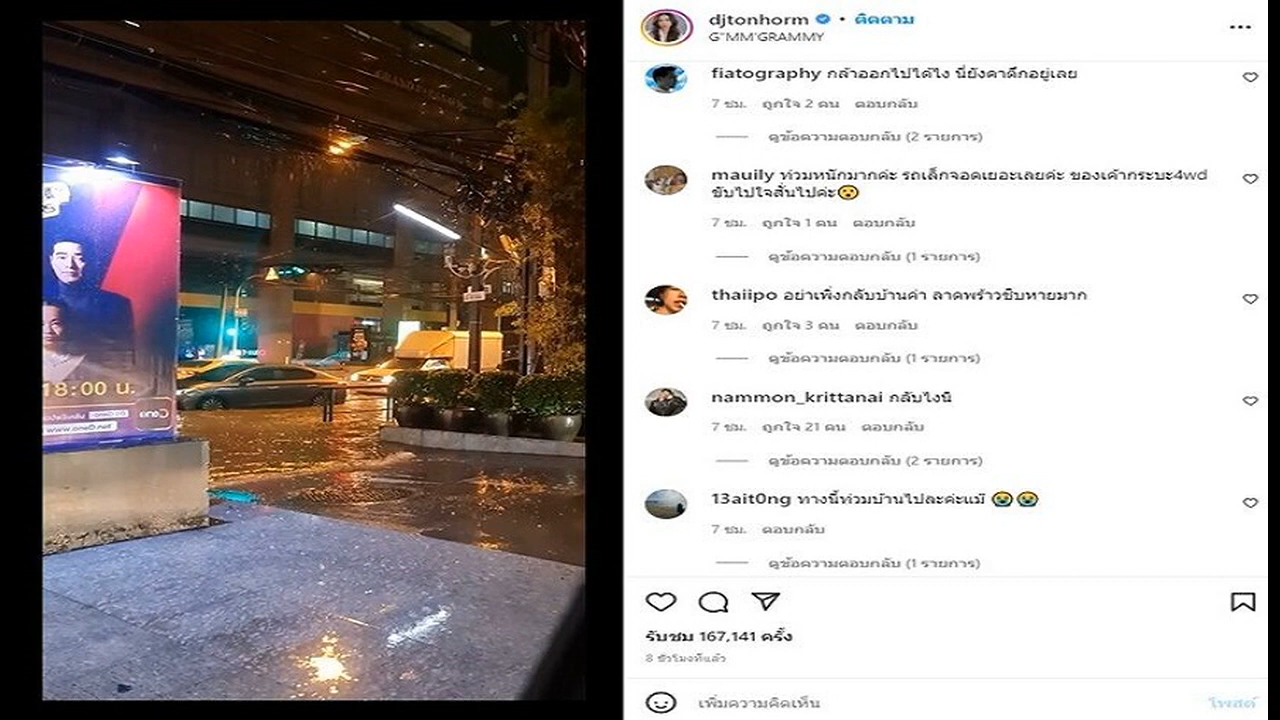 djtonhorm • ติดตาม
G"MM'GRAMMY
fiatography กล้าออกไปได้ไง นี่ยังคาตึกอยู่เลย
7 ชม. ถูกใจ 2 คน ตอบกลับ
ดูข้อความตอบกลับ (2 รายการ)
mauily ท่วมหนักมากค่ะ รถเล็กจอดเยอะเลยค่ะ ของเค้ากระบะ4wd
ขับไปใจสั่นไปค่ะ😮
7 ชม. ถูกใจ 1 คน ตอบกลับ
ดูข้อความตอบกลับ (1 รายการ)
thaiipo อย่าเพิ่งกลับบ้านค่า ลาดพร้าวชิบหายมาก
7 ชม. ถูกใจ 3 คน ตอบกลับ
ดูข้อความตอบกลับ (1 รายการ)
nammon_krittanai กลับไงนิ
7 ชม. ถูกใจ 21 คน ตอบกลับ
ดูข้อความตอบกลับ (2 รายการ)
13ait0ng ทางนี้ท่วมบ้านไปละค่ะแม่ 😭😭
7 ชม. ตอบกลับ
ดูข้อความตอบกลับ (1 รายการ)
รับชม 167,141 ครั้ง
8 ชั่วโมงที่แล้ว
เพิ่มความคิดเห็น
โพสต์
18:00 น.